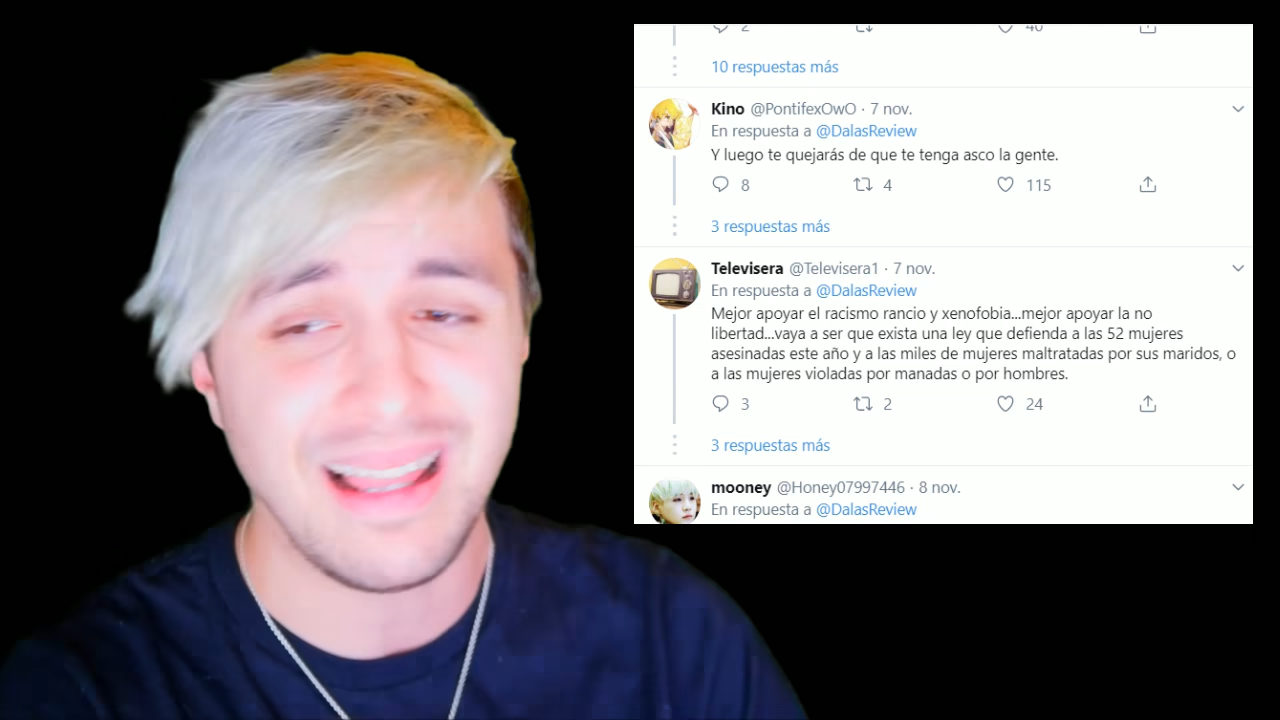 2 40
10 respuestas más
Kino @PontifexOwO · 7 nov.
En respuesta a @DalasReview
Y luego te quejarás de que te tenga asco la gente.
8 4 115
3 respuestas más
Televisera @Televisera1 · 7 nov.
En respuesta a @DalasReview
Mejor apoyar el racismo rancio y xenofobia...mejor apoyar la no
libertad...vaya a ser que exista una ley que defienda a las 52 mujeres
asesinadas este año y a las miles de mujeres maltratadas por sus maridos, o
a las mujeres violadas por manadas o por hombres.
3 2 24
3 respuestas más
mooney @Honey07997446 · 8 nov.
En respuesta a @DalasReview